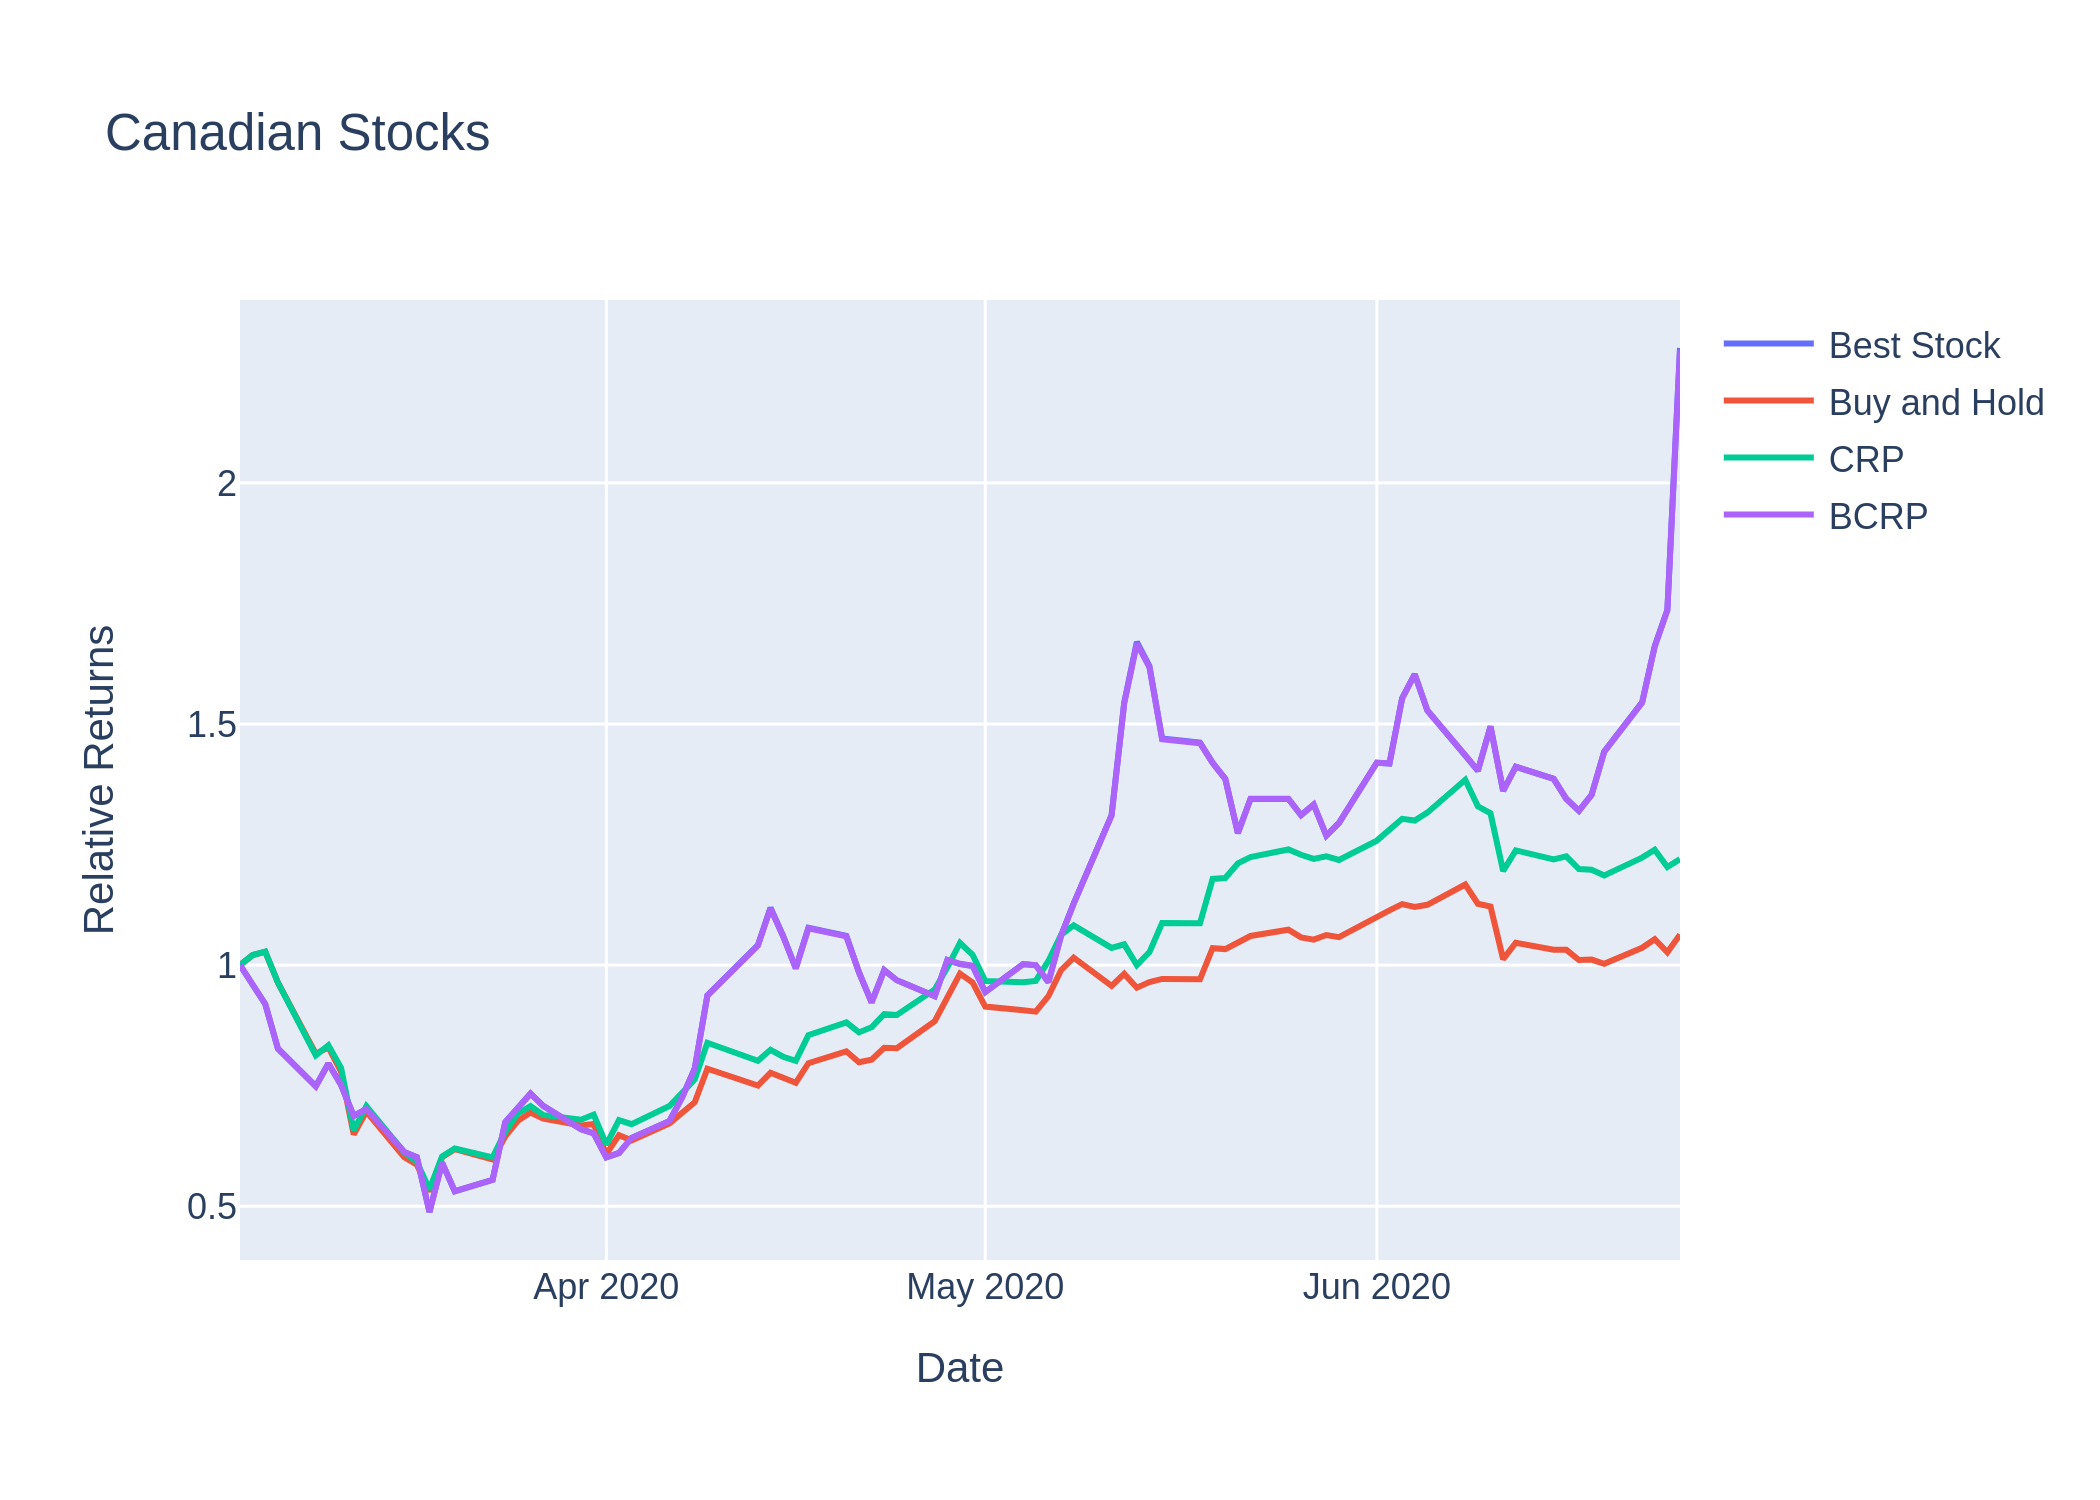 Canadian Stocks
Best Stock
Buy and Hold
CRP
BCRP
2
1.5
1
0.5
Relative Returns
Apr 2020
May 2020
Jun 2020
Date